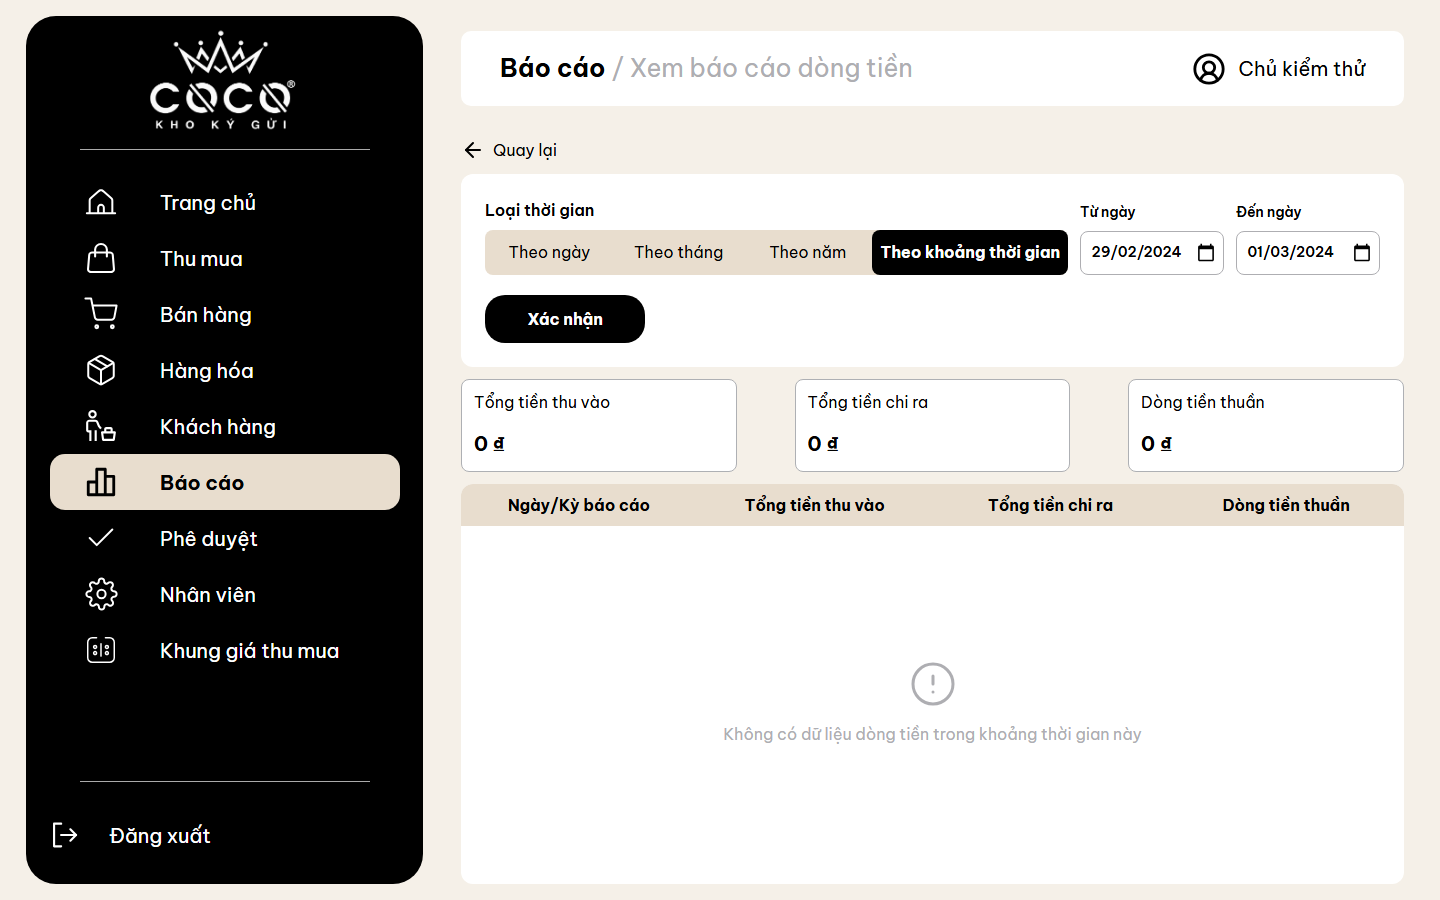 COCO®
KHO KÝ GỬI
Trang chủ
Thu mua
Bán hàng
Hàng hóa
Khách hàng
Báo cáo
Phê duyệt
Nhân viên
Khung giá thu mua
Đăng xuất
Báo cáo / Xem báo cáo dòng tiền
Chủ kiểm thử
Quay lại
Loại thời gian
Từ ngày
Đến ngày
Theo ngày
Theo tháng
Theo năm
Theo khoảng thời gian
29/02/2024
01/03/2024
Xác nhận
Tổng tiền thu vào
0 ₫
Tổng tiền chi ra
0 ₫
Dòng tiền thuần
0 ₫
Ngày/Kỳ báo cáo
Tổng tiền thu vào
Tổng tiền chi ra
Dòng tiền thuần
Không có dữ liệu dòng tiền trong khoảng thời gian này